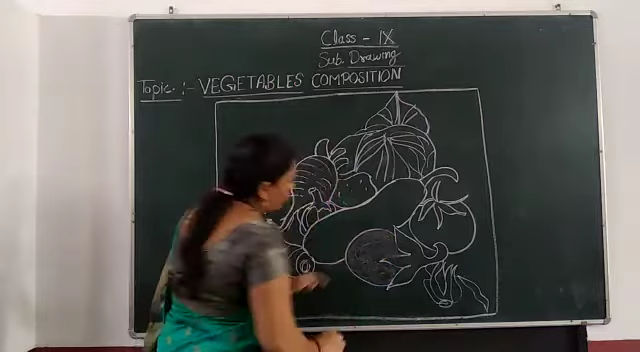 Class - IX
Sub. Drawing
Topic :- VEGETABLES COMPOSITION